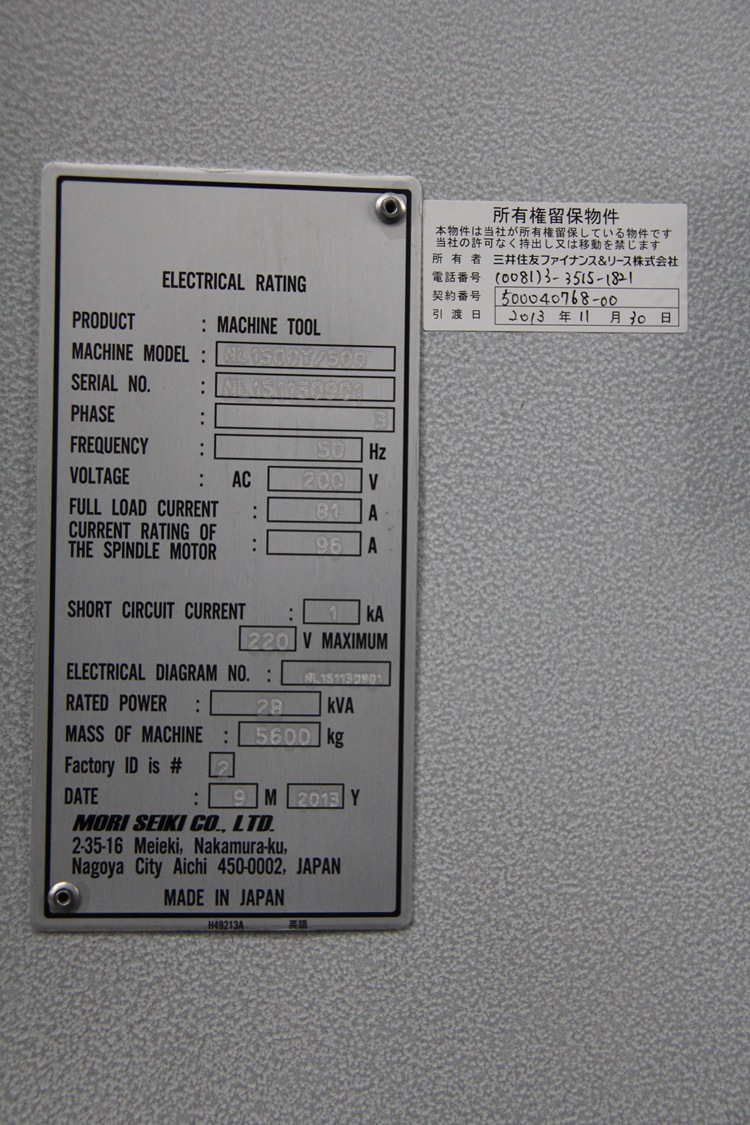 ELECTRICAL RATING
PRODUCT : MACHINE TOOL
MACHINE MODEL : NL1500Y/500
SERIAL NO. : NL151130901
PHASE : 3
FREQUENCY : 50 Hz
VOLTAGE : AC 200 V
FULL LOAD CURRENT : 81 A
CURRENT RATING OF
THE SPINDLE MOTOR : 96 A
SHORT CIRCUIT CURRENT : 1 kA
220 V MAXIMUM
ELECTRICAL DIAGRAM NO. : NL151130901
RATED POWER : 28 kVA
MASS OF MACHINE : 5600 kg
Factory ID is # 2
DATE : 9 M 2013 Y
MORI SEIKI CO., LTD.
2-35-16 Meieki, Nakamura-ku,
Nagoya City Aichi 450-0002, JAPAN
MADE IN JAPAN
H49213A 英語
所有権留保物件
本物件は当社が所有権留保している物件です
当社の許可なく持出し又は移動を禁じます
所有者 三井住友ファイナンス&リース株式会社
電話番号 (0081)3-3515-1821
契約番号 500040768-00
引渡日 2013 年 11 月 30 日